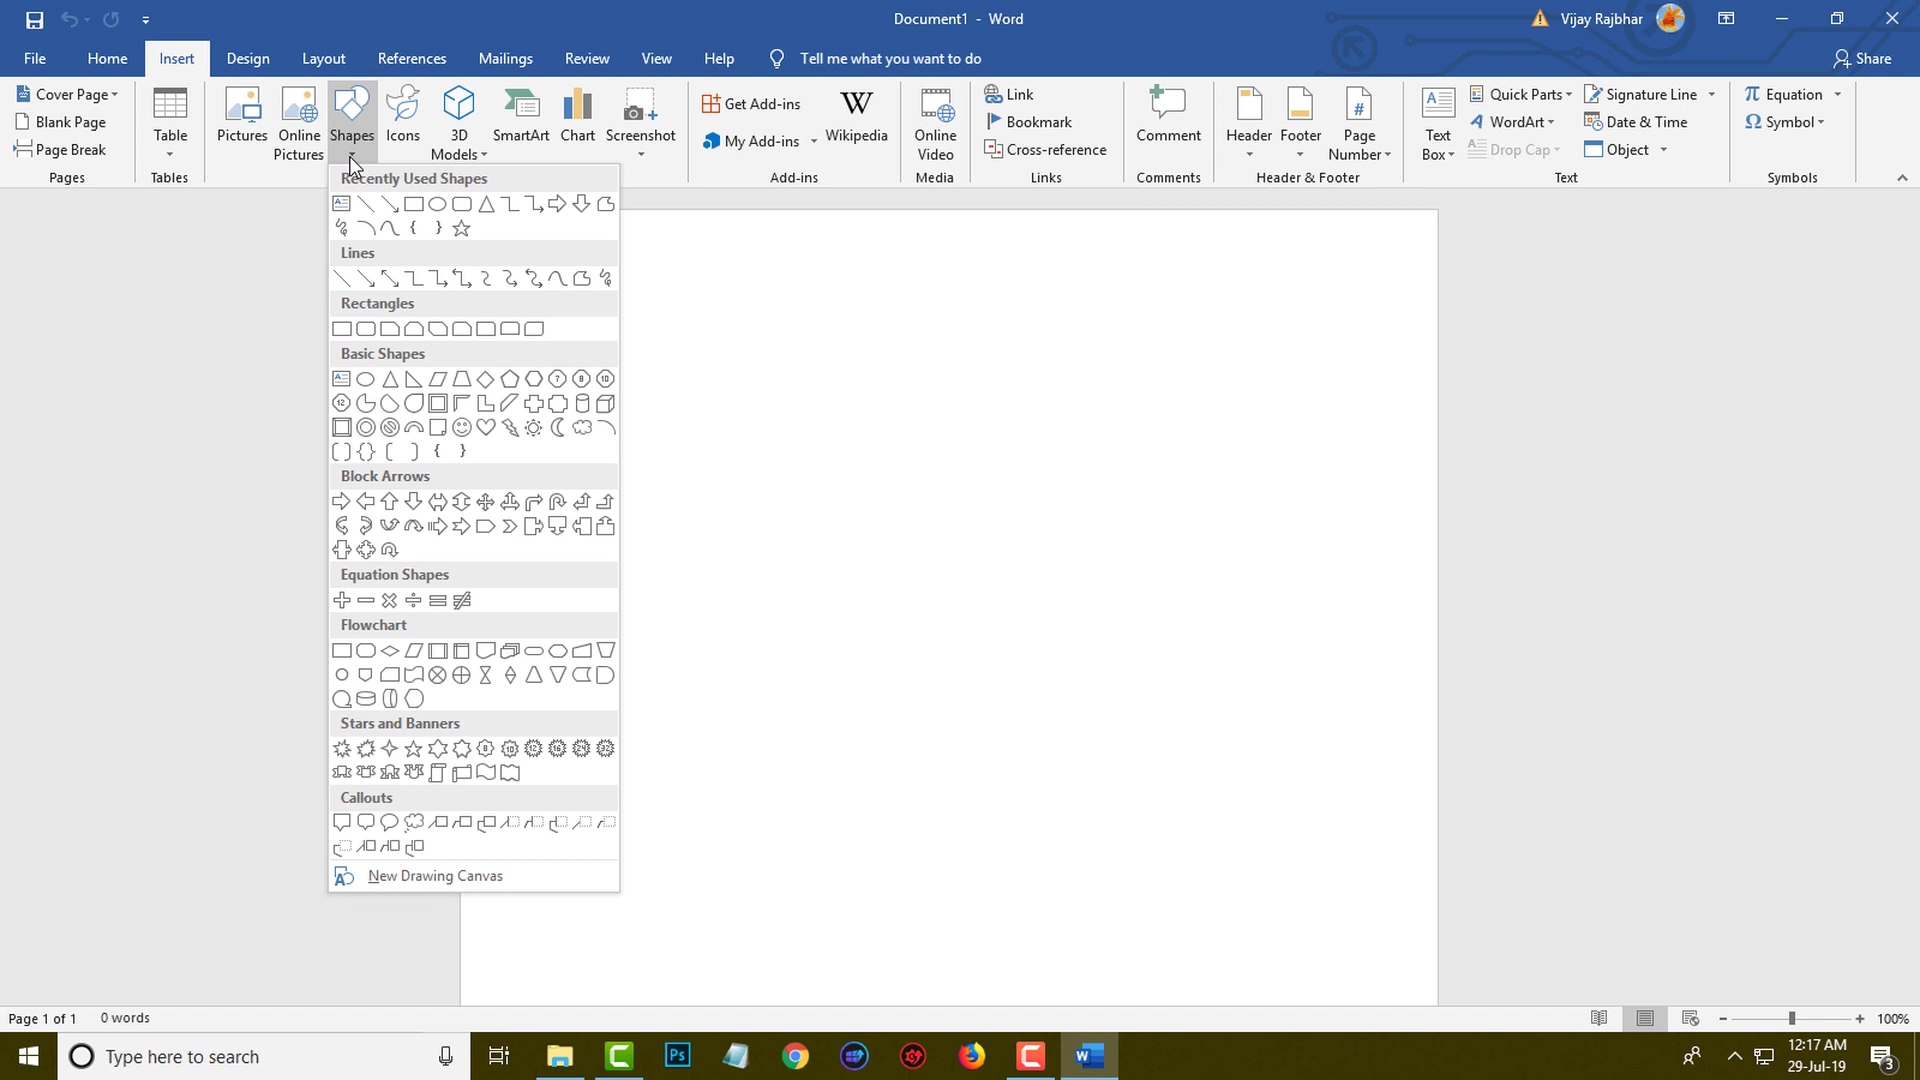 Document1 - Word
Vijay Rajbhar
File Home Insert Design Layout References Mailings Review View Help Tell me what you want to do Share
Cover Page
Blank Page
Page Break
Pages
Table
Tables
Pictures
Online Pictures
Shapes
Icons
3D Models
SmartArt
Chart
Screenshot
Get Add-ins
My Add-ins
Wikipedia
Add-ins
Online Video
Media
Link
Bookmark
Cross-reference
Links
Comment
Comments
Header
Footer
Page Number
Header & Footer
Text Box
Quick Parts
WordArt
Drop Cap
Signature Line
Date & Time
Object
Text
Equation
Symbol
Symbols
Recently Used Shapes
Lines
Rectangles
Basic Shapes
Block Arrows
Equation Shapes
Flowchart
Stars and Banners
Callouts
New Drawing Canvas
Page 1 of 1 0 words
100%
Type here to search
Ps
12:17 AM
29-Jul-19
3